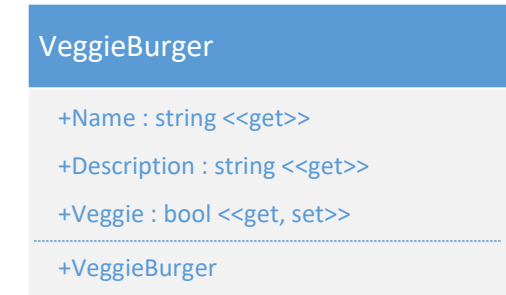 VeggieBurger
+Name : string <<get>>
+Description : string <<get>>
+Veggie : bool <<get, set>>
+VeggieBurger